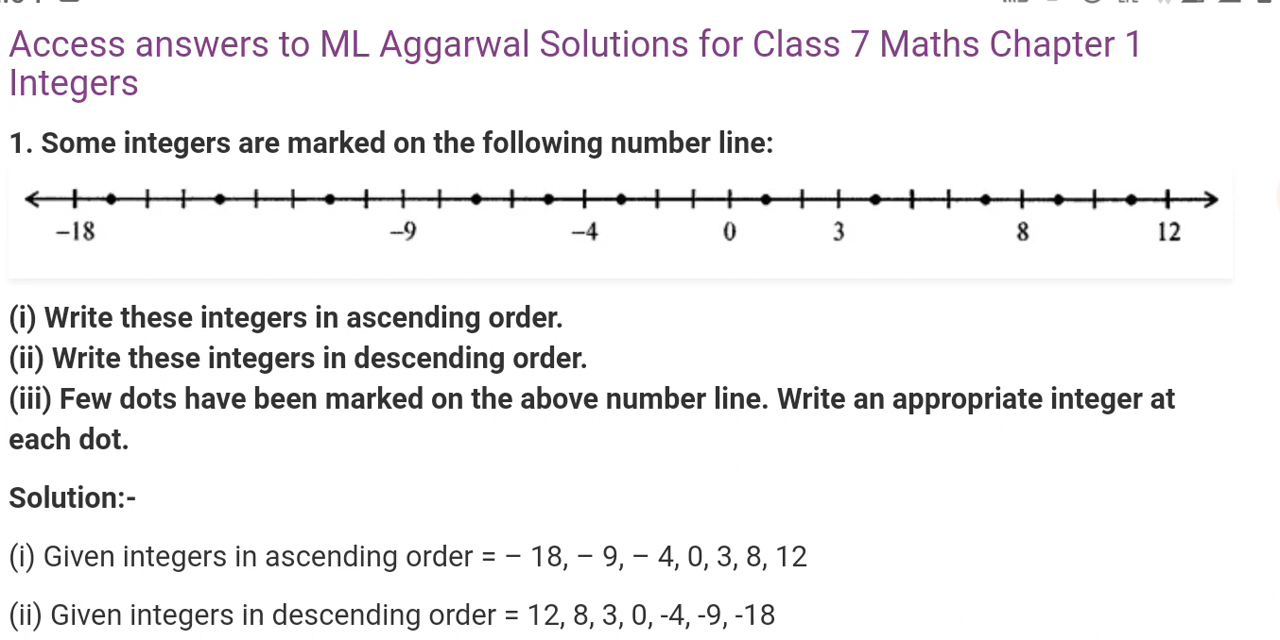 Access answers to ML Aggarwal Solutions for Class 7 Maths Chapter 1
Integers
1. Some integers are marked on the following number line:
–18 –9 –4 0 3 8 12
(i) Write these integers in ascending order.
(ii) Write these integers in descending order.
(iii) Few dots have been marked on the above number line. Write an appropriate integer at
each dot.
Solution:-
(i) Given integers in ascending order = – 18, – 9, – 4, 0, 3, 8, 12
(ii) Given integers in descending order = 12, 8, 3, 0, -4, -9, -18